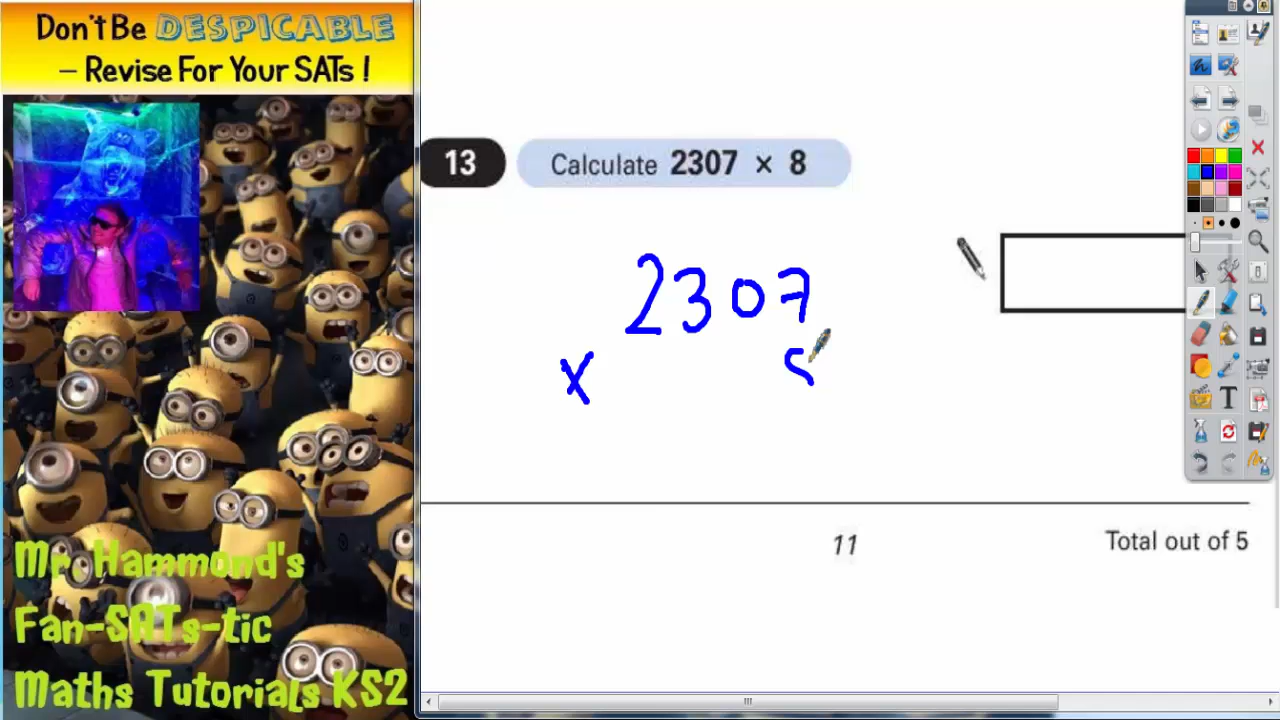 Don't Be DESPICABLE
– Revise For Your SATs !
13
Calculate 2307 × 8
2307
x
11
Total out of 5
Mr. Hammond's
Fan-SATs-tic
Maths Tutorials KS2